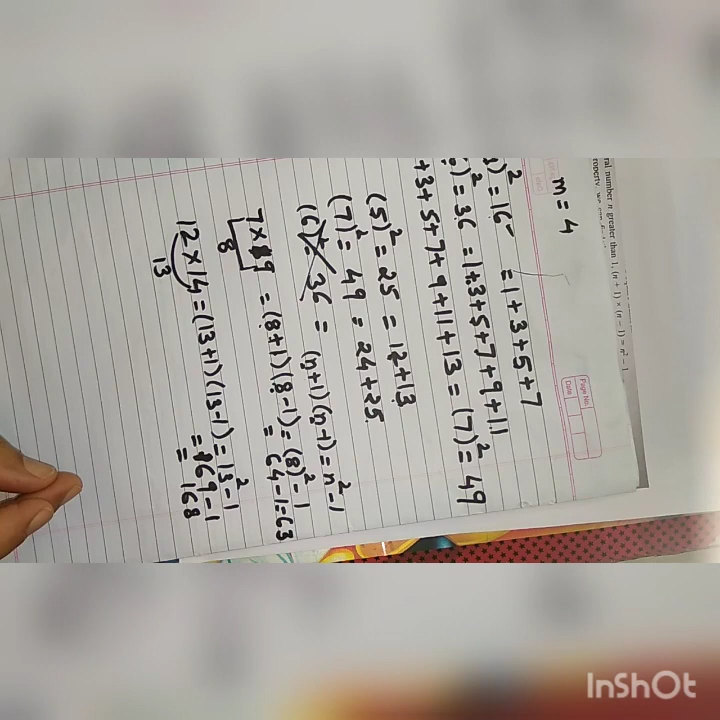 ral number n greater than 1, (n + 1) × (n − 1) = n² − 1
Page No.
Date
m = 4
)² = 16 = 1+3+5+7
)² = 36 = 1+3+5+7+9+11
+3+5+7+9+11+13 = (7)² = 49
(5)² = 25 = 12+13
(7)² = 49 = 24+25
(6)² = 36 =
(n+1)(n-1) = n²-1
7×9 = (8+1)(8-1) = (8)²-1
8
= 64-1=63
12×14 = (13+1)(13-1) = 13²-1
13
= 169-1
= 168
InShOt